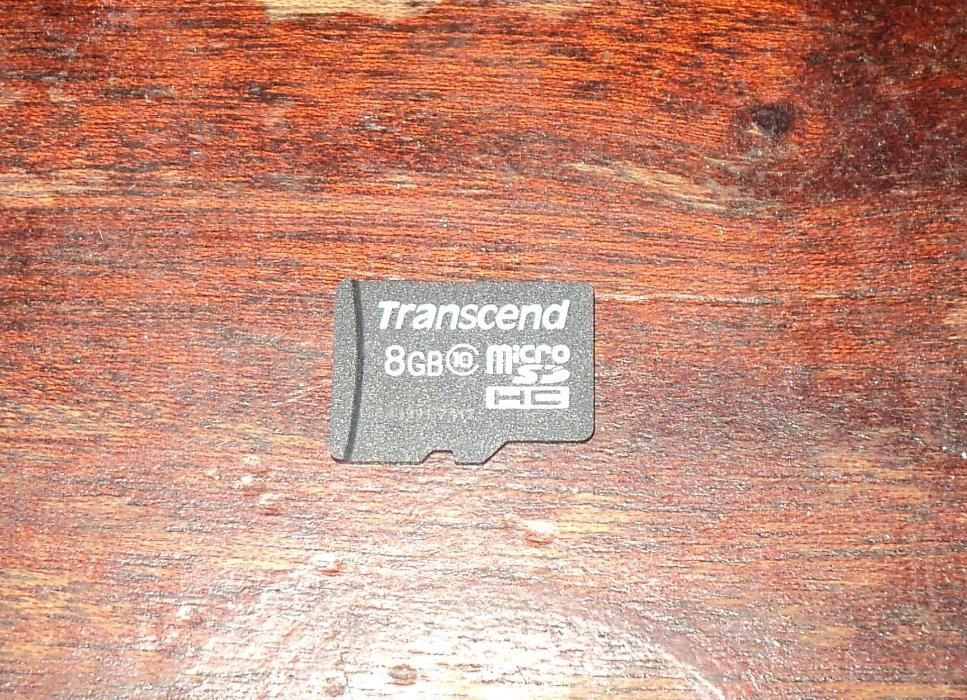 Transcend
8GB 10 micro
SD
HC